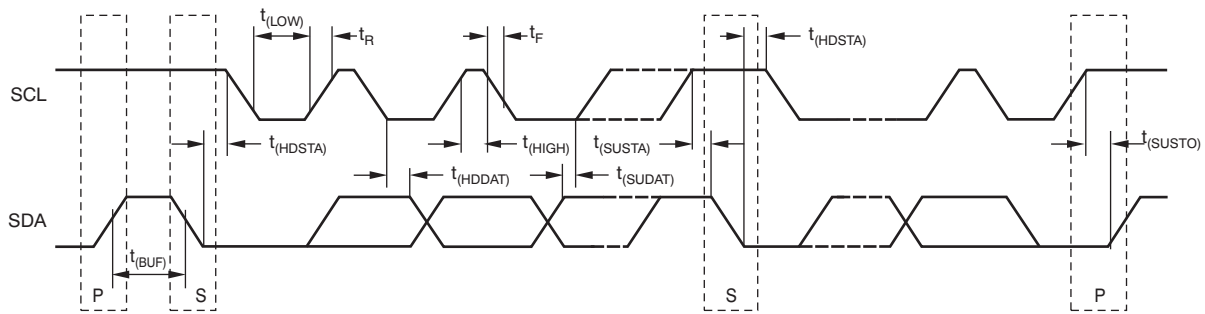 t(LOW)
tR
tF
t(HDSTA)
SCL
t(HDSTA)
t(HIGH)
t(SUSTA)
t(SUSTO)
t(HDDAT)
t(SUDAT)
SDA
t(BUF)
P
S
S
P